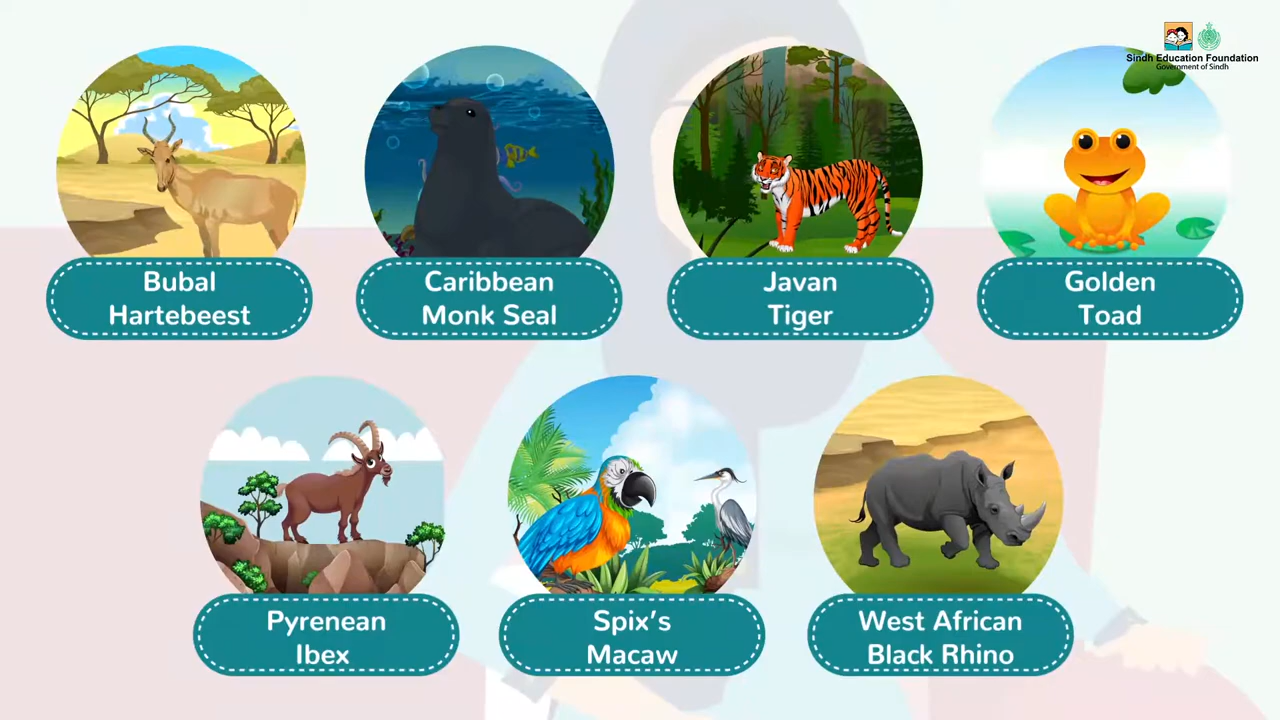 Sindh Education Foundation
Government of Sindh
Bubal
Hartebeest
Caribbean
Monk Seal
Javan
Tiger
Golden
Toad
Pyrenean
Ibex
Spix's
Macaw
West African
Black Rhino